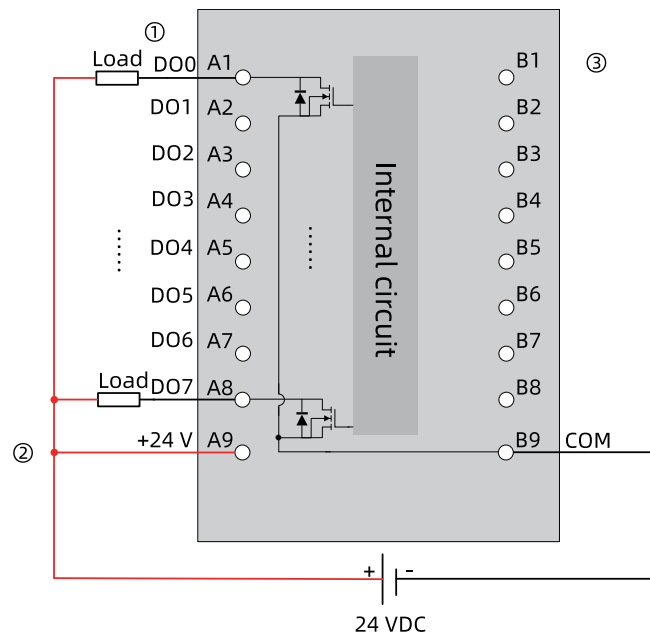 ①
Load DO0 A1 B1 ③
DO1 A2 B2
DO2 A3 B3
DO3 A4 B4
DO4 A5 B5
DO5 A6 B6
DO6 A7 B7
Load DO7 A8 B8
② +24 V A9 B9 COM
Internal circuit
+ -
24 VDC